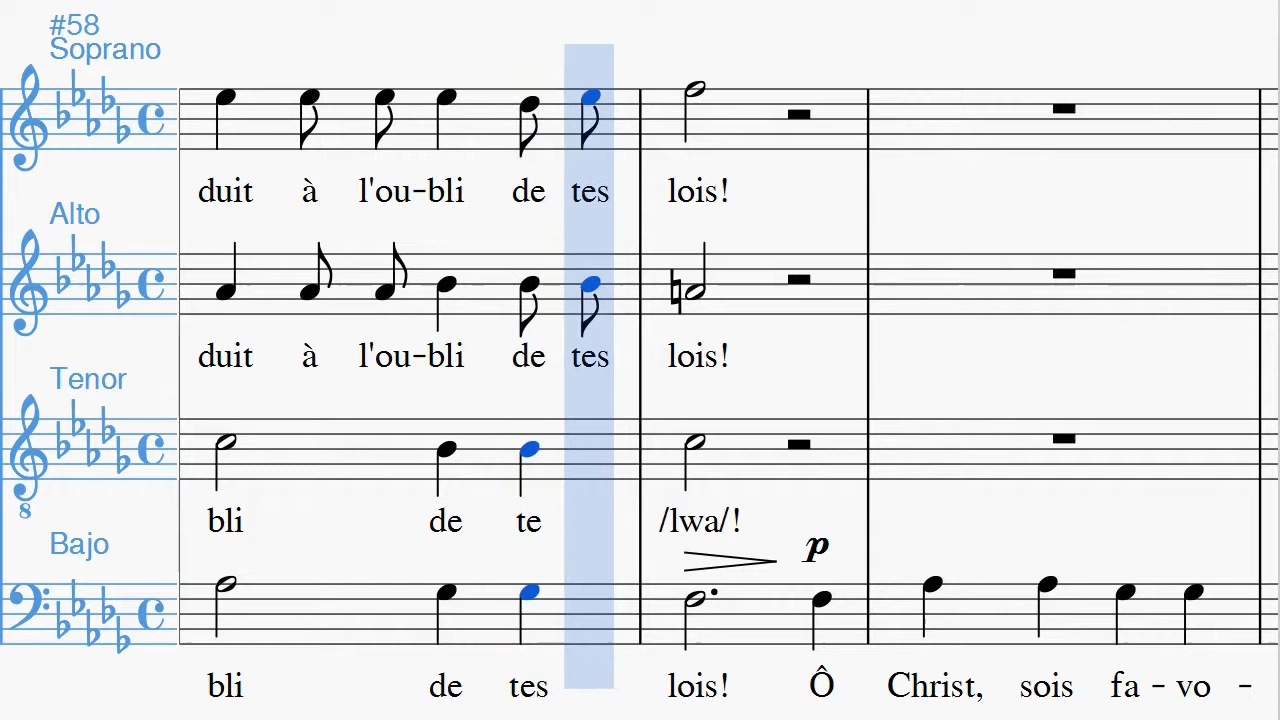 #58
Soprano
duit à l'ou-bli de tes lois!
Alto
duit à l'ou-bli de tes lois!
Tenor
8
bli de te /lwa/!
Bajo
p
bli de tes lois! Ô Christ, sois fa - vo -